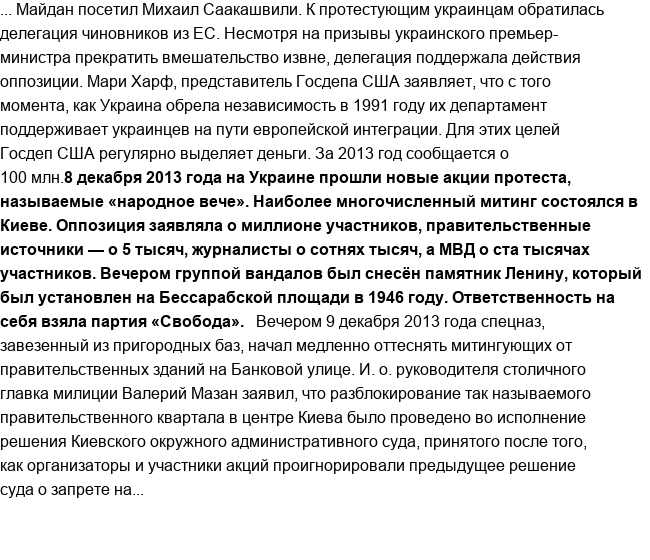 ... Майдан посетил Михаил Саакашвили. К протестующим украинцам обратилась
делегация чиновников из ЕС. Несмотря на призывы украинского премьер-
министра прекратить вмешательство извне, делегация поддержала действия
оппозиции. Мари Харф, представитель Госдепа США заявляет, что с того
момента, как Украина обрела независимость в 1991 году их департамент
поддерживает украинцев на пути европейской интеграции. Для этих целей
Госдеп США регулярно выделяет деньги. За 2013 год сообщается о
100 млн.8 декабря 2013 года на Украине прошли новые акции протеста,
называемые «народное вече». Наиболее многочисленный митинг состоялся в
Киеве. Оппозиция заявляла о миллионе участников, правительственные
источники — о 5 тысяч, журналисты о сотнях тысяч, а МВД о ста тысячах
участников. Вечером группой вандалов был снесён памятник Ленину, который
был установлен на Бессарабской площади в 1946 году. Ответственность на
себя взяла партия «Свобода». Вечером 9 декабря 2013 года спецназ,
завезенный из пригородных баз, начал медленно оттеснять митингующих от
правительственных зданий на Банковой улице. И. о. руководителя столичного
главка милиции Валерий Мазан заявил, что разблокирование так называемого
правительственного квартала в центре Киева было проведено во исполнение
решения Киевского окружного административного суда, принятого после того,
как организаторы и участники акций проигнорировали предыдущее решение
суда о запрете на...